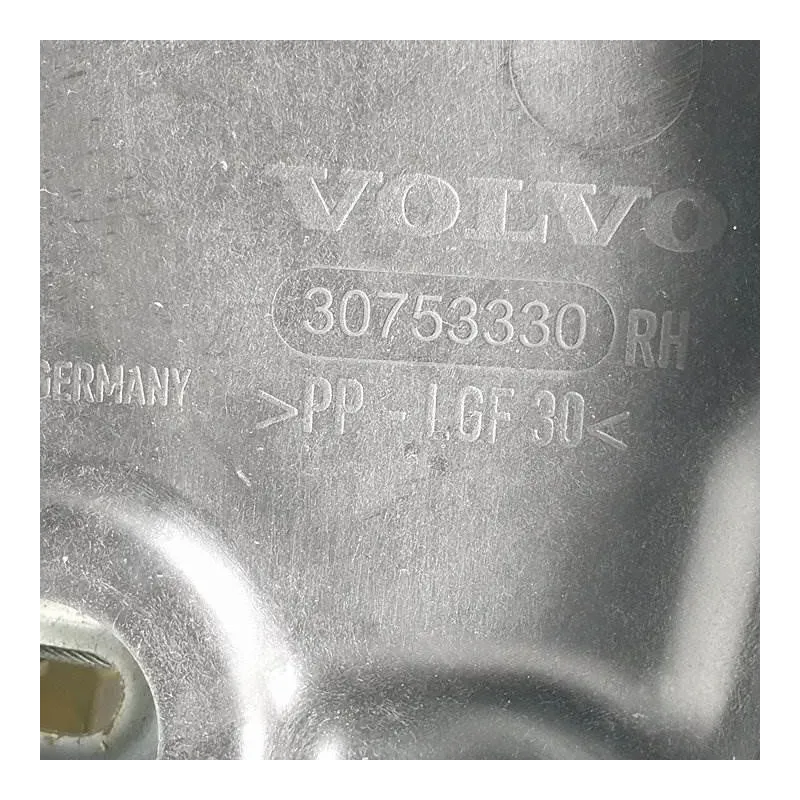 VOLVO
30753330 RH
GERMANY
>PP - LGF 30<